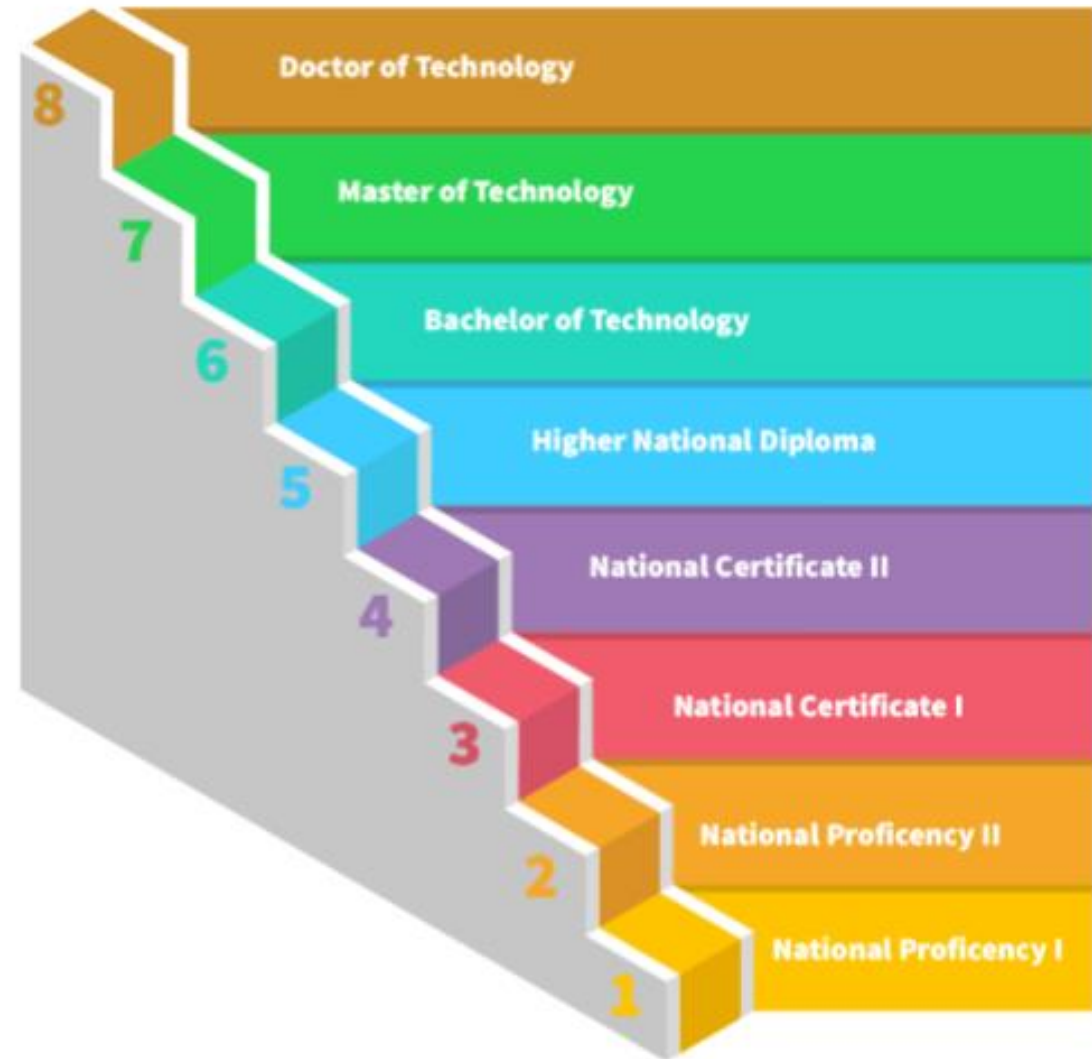 8 Doctor of Technology
7 Master of Technology
6 Bachelor of Technology
5 Higher National Diploma
4 National Certificate II
3 National Certificate I
2 National Proficency II
1 National Proficency I